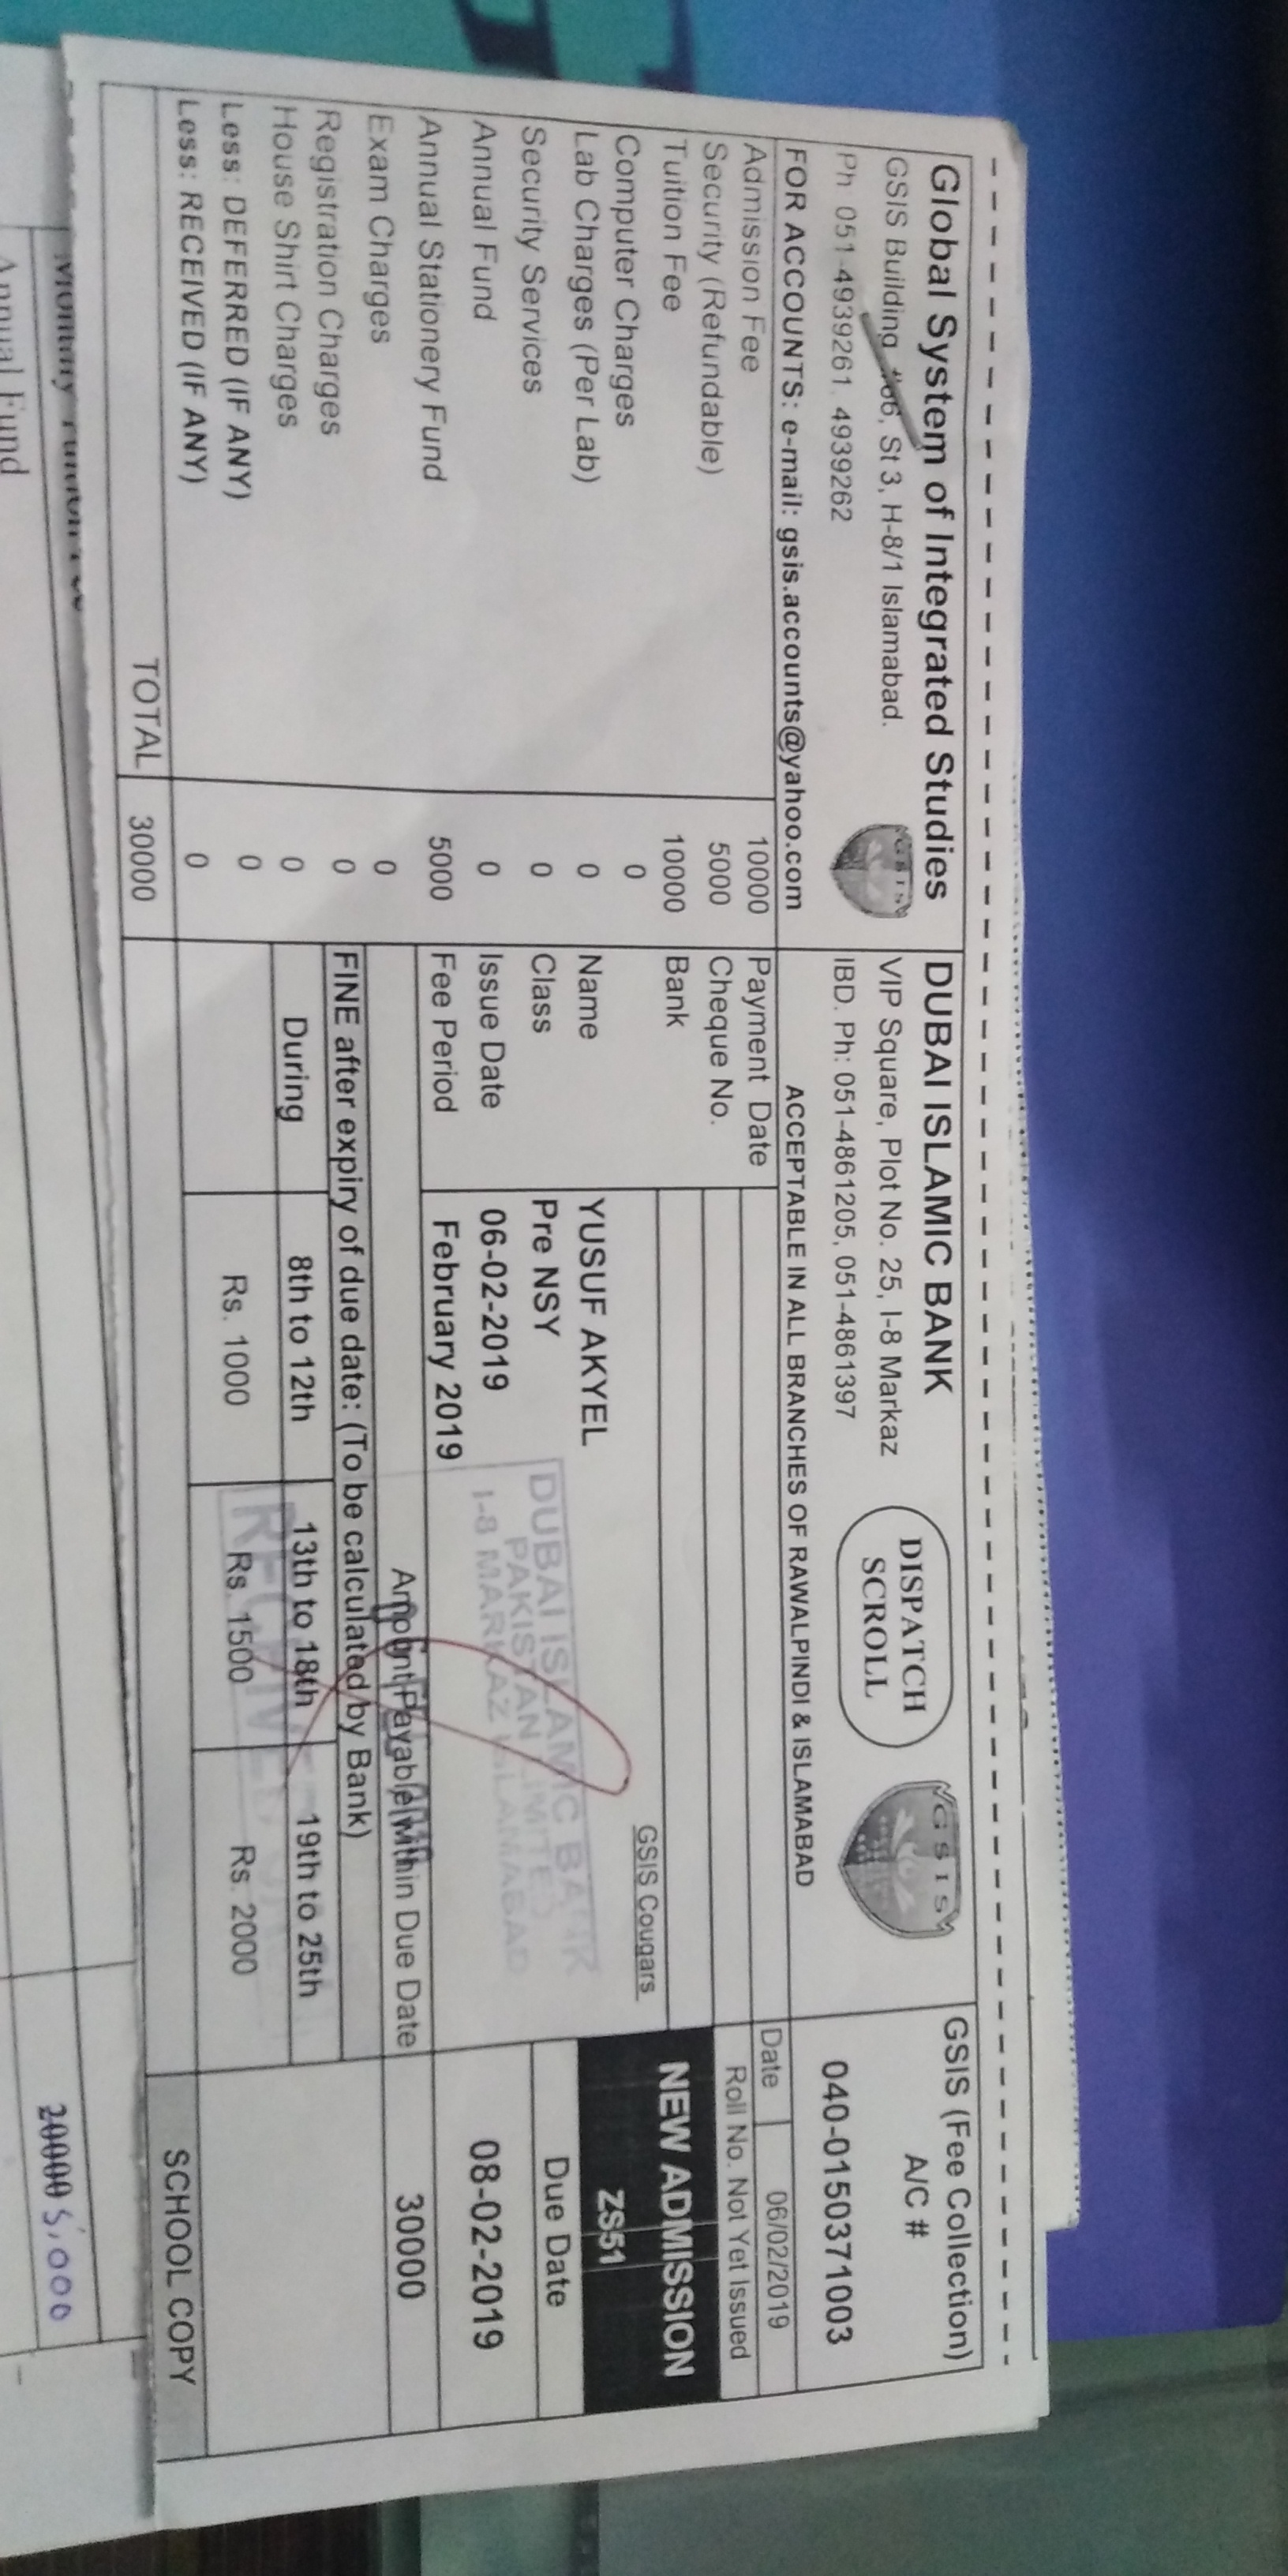 Global System of Integrated Studies
GSIS Building #66, St 3, H-8/1 Islamabad.
Ph 051-4939261, 4939262
GSIS
FOR ACCOUNTS: e-mail: gsis.accounts@yahoo.com
Admission Fee 10000
Security (Refundable) 5000
Tuition Fee 10000
Computer Charges 0
Lab Charges (Per Lab) 0
Security Services 0
Annual Fund 0
Annual Stationery Fund 5000
Exam Charges 0
Registration Charges 0
House Shirt Charges 0
Less: DEFERRED (IF ANY) 0
Less: RECEIVED (IF ANY) 0
TOTAL 30000
DUBAI ISLAMIC BANK
VIP Square, Plot No. 25, I-8 Markaz
IBD. Ph: 051-4861205, 051-4861397
DISPATCH
SCROLL
GSIS
GSIS (Fee Collection)
A/C #
040-0150371003
ACCEPTABLE IN ALL BRANCHES OF RAWALPINDI & ISLAMABAD
Payment Date
Cheque No.
Bank
Date 06/02/2019
Roll No. Not Yet Issued
GSIS Cougars
NEW ADMISSION
ZS51
Name YUSUF AKYEL
Class Pre NSY
Issue Date 06-02-2019
Fee Period February 2019
Due Date
08-02-2019
DUBAI ISLAMIC BANK
PAKISTAN LIMITED
I-8 MARKAZ ISLAMABAD
Amount Payable within Due Date 30000
FINE after expiry of due date: (To be calculated by Bank)
During 8th to 12th 13th to 18th 19th to 25th
Rs. 1000 Rs. 1500 Rs. 2000
RECEIVED
SCHOOL COPY
Monthly Tuition Fee
20000 5,000
Annual Fund